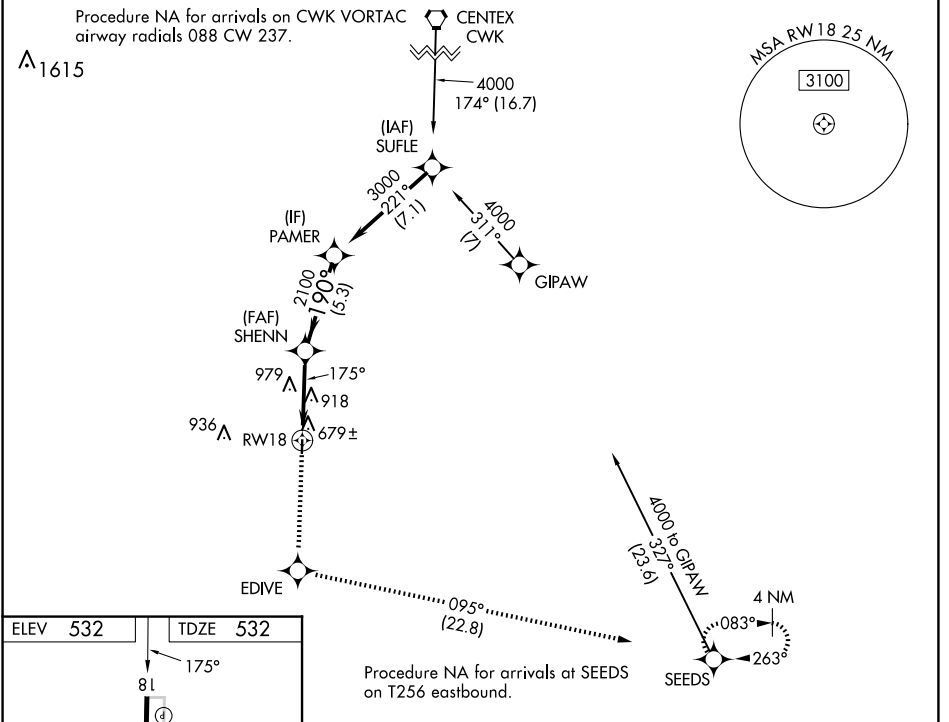 Procedure NA for arrivals on CWK VORTAC
airway radials 088 CW 237.
CENTEX
CWK
1615
MSA RW18 25 NM
3100
4000
174° (16.7)
(IAF)
SUFLE
3000
221°
(7.1)
4000
311°
(7)
(IF)
PAMER
GIPAW
2100
190°
(5.3)
(FAF)
SHENN
979
175°
918
936
RW18
679±
4000 to GIPAW
327°
(23.6)
EDIVE
095°
(22.8)
4 NM
083°
263°
SEEDS
Procedure NA for arrivals at SEEDS
on T256 eastbound.
ELEV 532
TDZE 532
175°
18
P